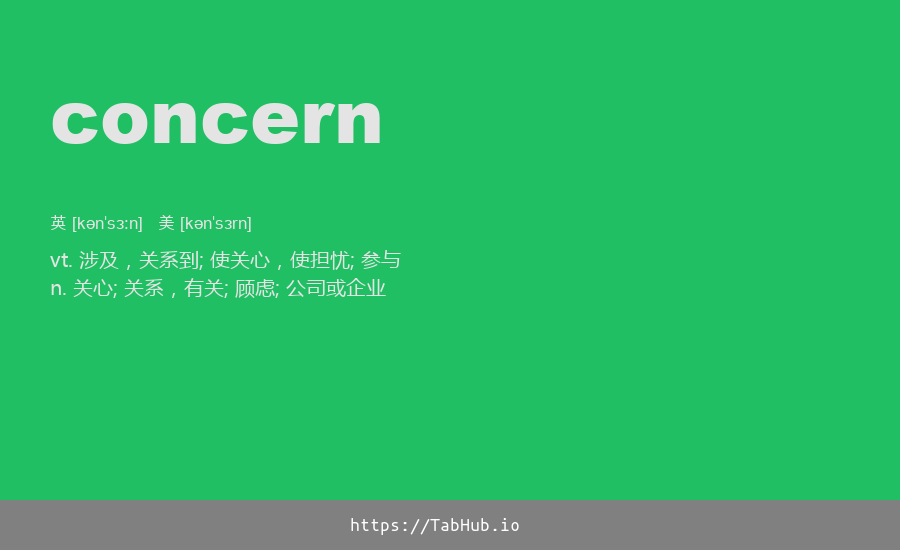 concern
英 [kən'sɜːn] 美 [kən'sɜrn]
vt. 涉及，关系到; 使关心，使担忧; 参与
n. 关心; 关系，有关; 顾虑; 公司或企业
https://TabHub.io